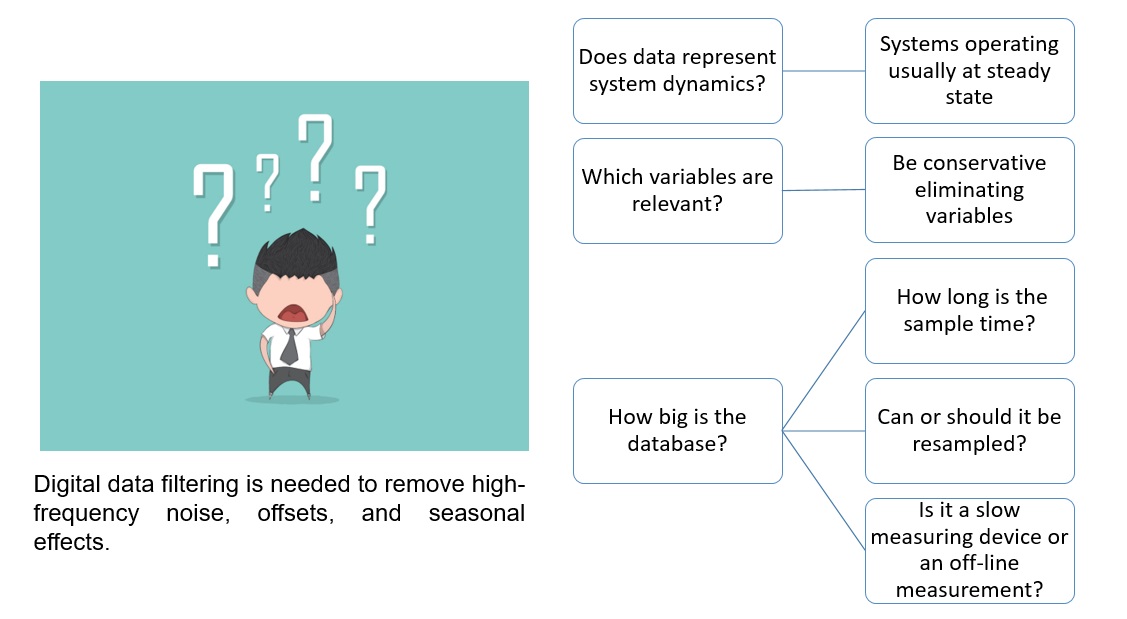 ? ? ? ?
Digital data filtering is needed to remove high-
frequency noise, offsets, and seasonal
effects.
Does data represent
system dynamics?
Systems operating
usually at steady
state
Which variables are
relevant?
Be conservative
eliminating
variables
How big is the
database?
How long is the
sample time?
Can or should it be
resampled?
Is it a slow
measuring device or
an off-line
measurement?